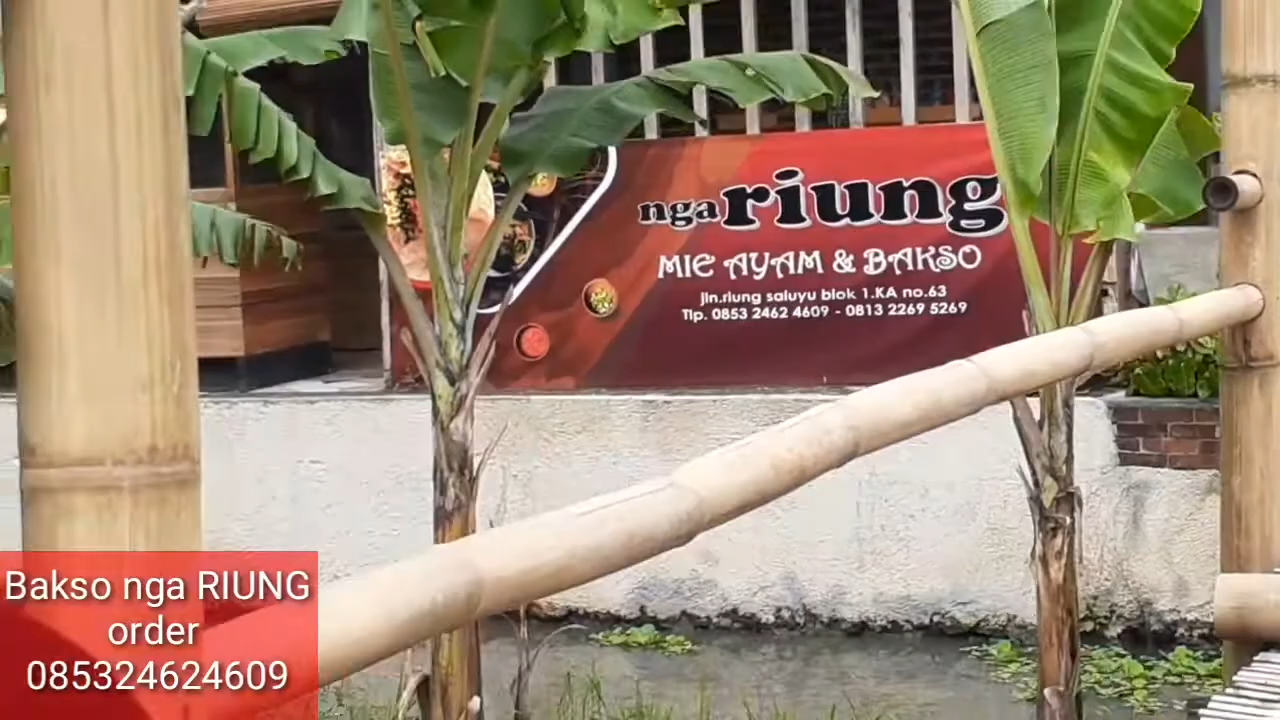 nga riung
MIE AYAM & BAKSO
jln.riung saluyu blok 1.KA no.63
Tlp. 0853 2462 4609 - 0813 2269 5269
Bakso nga RIUNG
order
085324624609